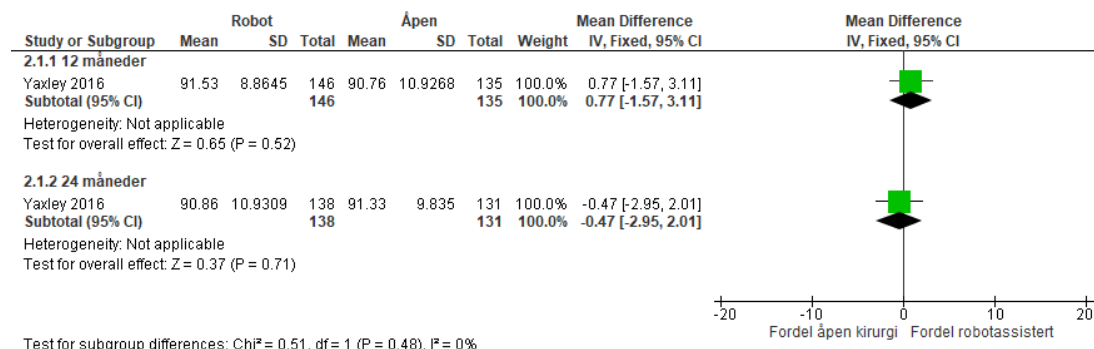 Robot Åpen Mean Difference Mean Difference
Study or Subgroup Mean SD Total Mean SD Total Weight IV, Fixed, 95% CI IV, Fixed, 95% CI
2.1.1 12 måneder
Yaxley 2016 91.53 8.8645 146 90.76 10.9268 135 100.0% 0.77 [-1.57, 3.11]
Subtotal (95% CI) 146 135 100.0% 0.77 [-1.57, 3.11]
Heterogeneity: Not applicable
Test for overall effect: Z = 0.65 (P = 0.52)
2.1.2 24 måneder
Yaxley 2016 90.86 10.9309 138 91.33 9.835 131 100.0% -0.47 [-2.95, 2.01]
Subtotal (95% CI) 138 131 100.0% -0.47 [-2.95, 2.01]
Heterogeneity: Not applicable
Test for overall effect: Z = 0.37 (P = 0.71)
-20 -10 0 10 20
Fordel åpen kirurgi Fordel robotassistert
Test for subgroup differences: Chi² = 0.51, df = 1 (P = 0.48), I² = 0%